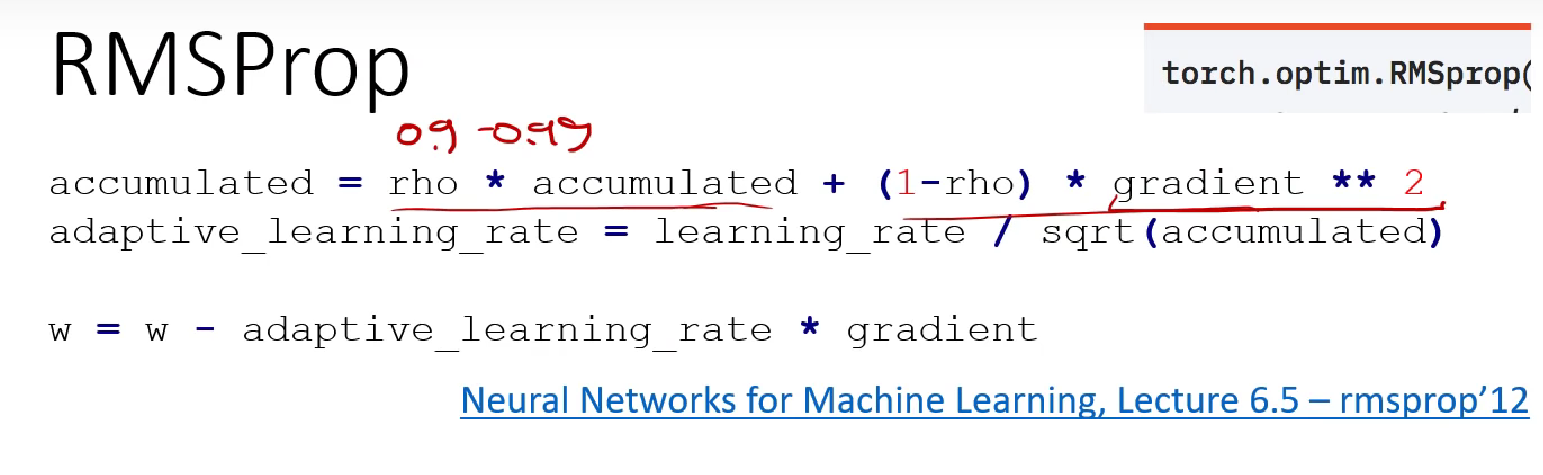 RMSProp
torch.optim.RMSprop(
0.9 -0.99
accumulated = rho * accumulated + (1-rho) * gradient ** 2
adaptive_learning_rate = learning_rate / sqrt(accumulated)
w = w - adaptive_learning_rate * gradient
Neural Networks for Machine Learning, Lecture 6.5 – rmsprop’12